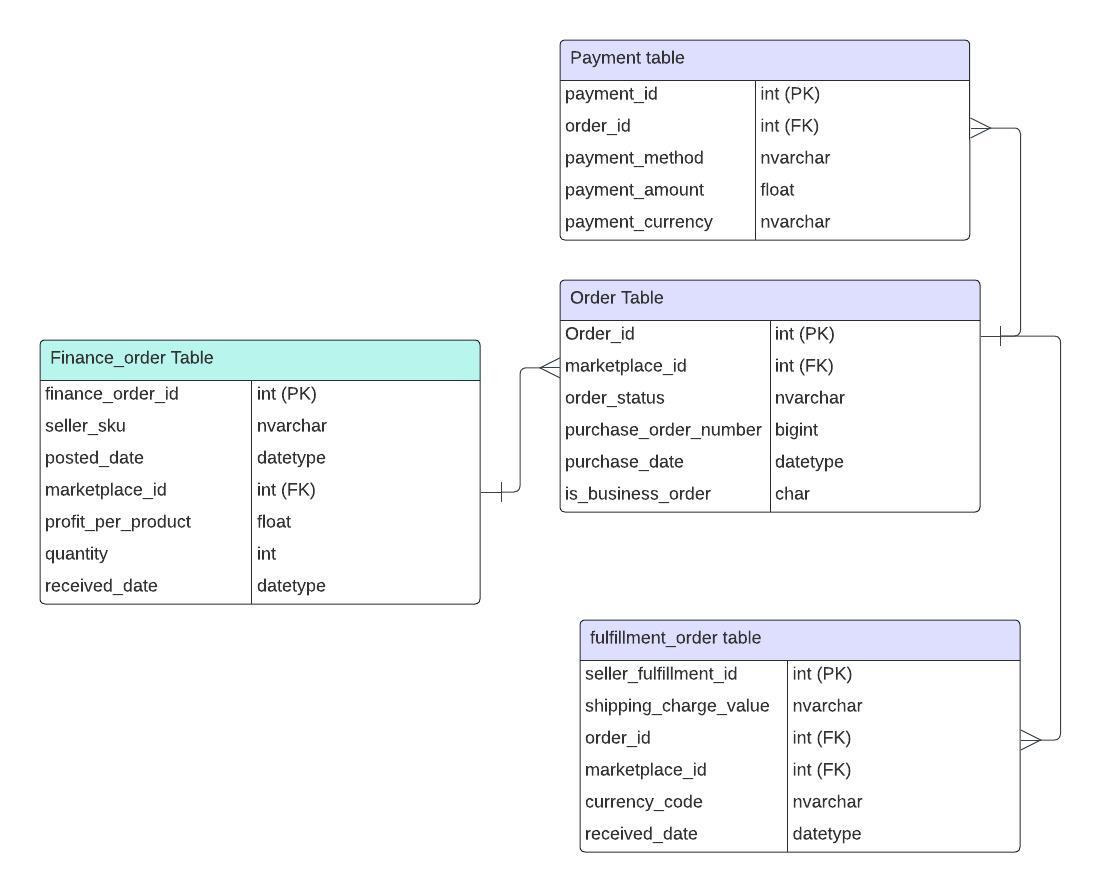 Payment table
payment_id int (PK)
order_id int (FK)
payment_method nvarchar
payment_amount float
payment_currency nvarchar
Order Table
Order_id int (PK)
marketplace_id int (FK)
order_status nvarchar
purchase_order_number bigint
purchase_date datetype
is_business_order char
Finance_order Table
finance_order_id int (PK)
seller_sku nvarchar
posted_date datetype
marketplace_id int (FK)
profit_per_product float
quantity int
received_date datetype
fulfillment_order table
seller_fulfillment_id int (PK)
shipping_charge_value nvarchar
order_id int (FK)
marketplace_id int (FK)
currency_code nvarchar
received_date datetype